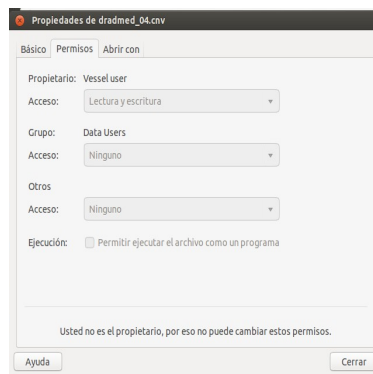 Propiedades de dradmed_04.cnv
Básico Permisos Abrir con
Propietario: Vessel user
Acceso: Lectura y escritura
Grupo: Data Users
Acceso: Ninguno
Otros
Acceso: Ninguno
Ejecución: Permitir ejecutar el archivo como un programa
Usted no es el propietario, por eso no puede cambiar estos permisos.
Ayuda Cerrar